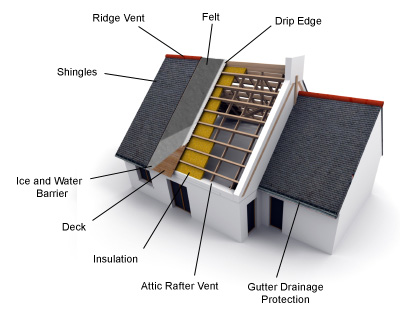 Felt
Ridge Vent
Drip Edge
Shingles
Ice and Water
Barrier
Deck
Insulation
Attic Rafter Vent
Gutter Drainage
Protection